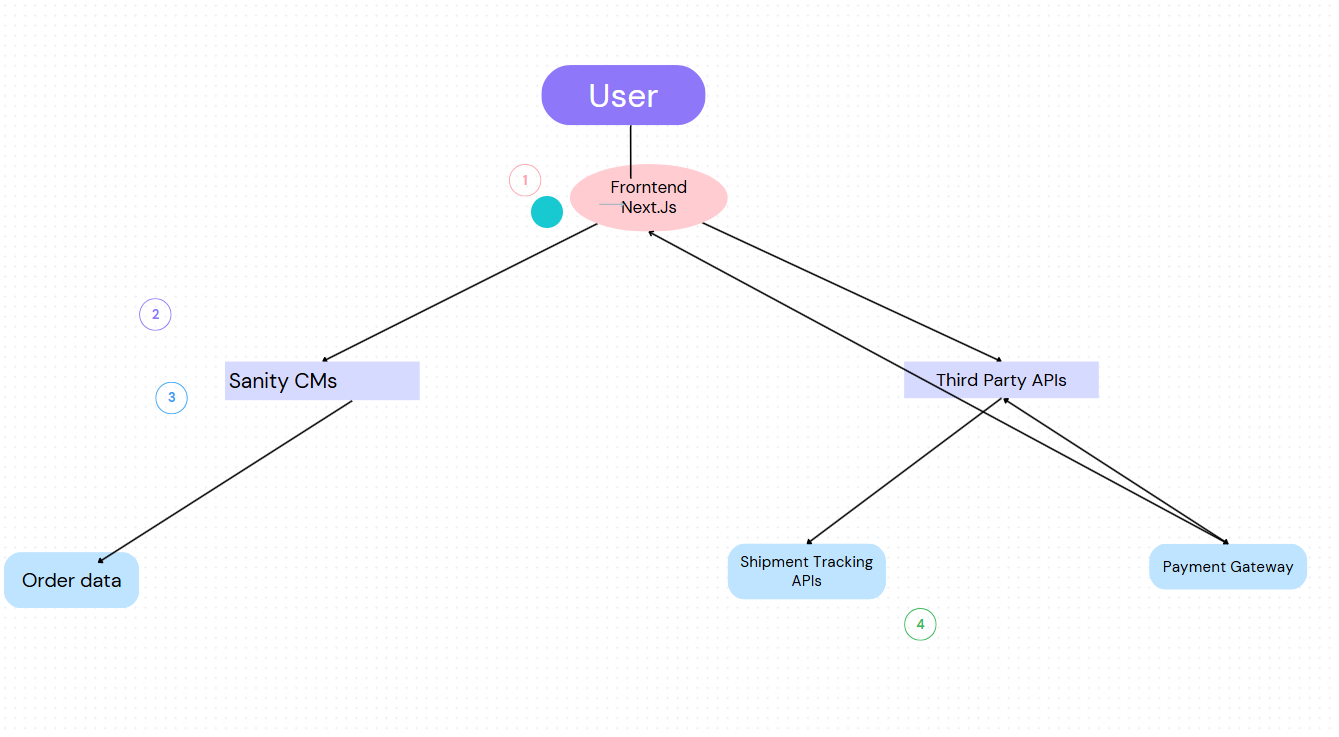 User
1
Frorntend
Next.Js
2
Sanity CMs
Third Party APIs
3
Shipment Tracking
APIs
Payment Gateway
Order data
4